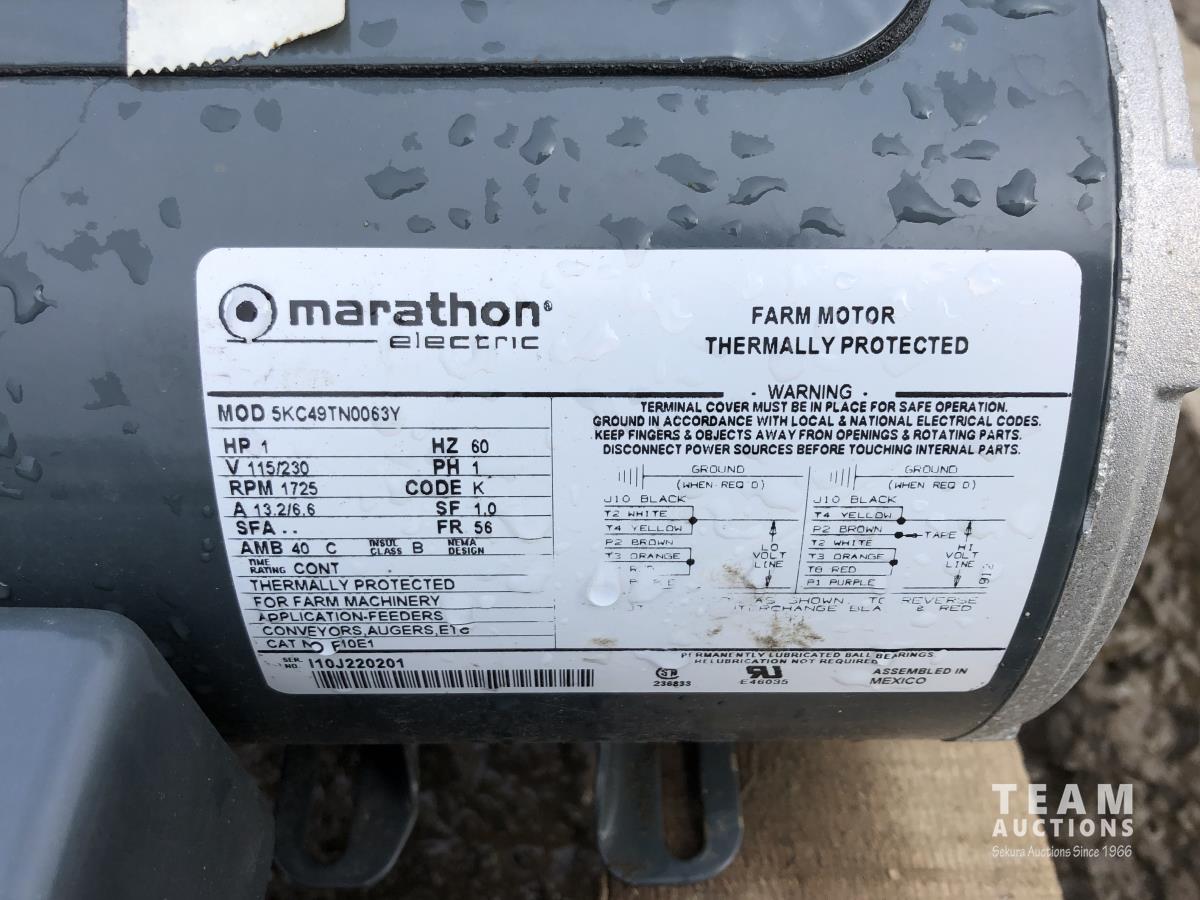 marathon®
electric
FARM MOTOR
THERMALLY PROTECTED
MOD 5KC49TN0063Y
HP 1 HZ 60
V 115/230 PH 1
RPM 1725 CODE K
A 13.2/6.6 SF 1.0
SFA .. FR 56
AMB 40 C INSUL CLASS B NEMA DESIGN
TIME RATING CONT
THERMALLY PROTECTED
FOR FARM MACHINERY
APPLICATION-FEEDERS
CONVEYORS,AUGERS,Etc
CAT
SER. NO. I10J220201
- WARNING -
TERMINAL COVER MUST BE IN PLACE FOR SAFE OPERATION.
GROUND IN ACCORDANCE WITH LOCAL & NATIONAL ELECTRICAL CODES.
KEEP FINGERS & OBJECTS AWAY FRON OPENINGS & ROTATING PARTS.
DISCONNECT POWER SOURCES BEFORE TOUCHING INTERNAL PARTS.
GROUND
(WHEN REQ D)
J10 BLACK
T2 WHITE
T4 YELLOW
P2 BROWN
T3 ORANGE
LO
VOLT
LINE
GROUND
(WHEN REQ D)
J10 BLACK
T4 YELLOW
P2 BROWN
TAPE
T2 WHITE
T3 ORANGE
T8 RED
P1 PURPLE
HI
VOLT
LINE
912
AS SHOWN. REVERSE
& RED
PERMANENTLY LUBRICATED BALL BEARINGS.
RELUBRICATION NOT REQUIRED
236833
E46035
ASSEMBLED IN
MEXICO
TEAM
AUCTIONS
Sekura Auctions Since 1966